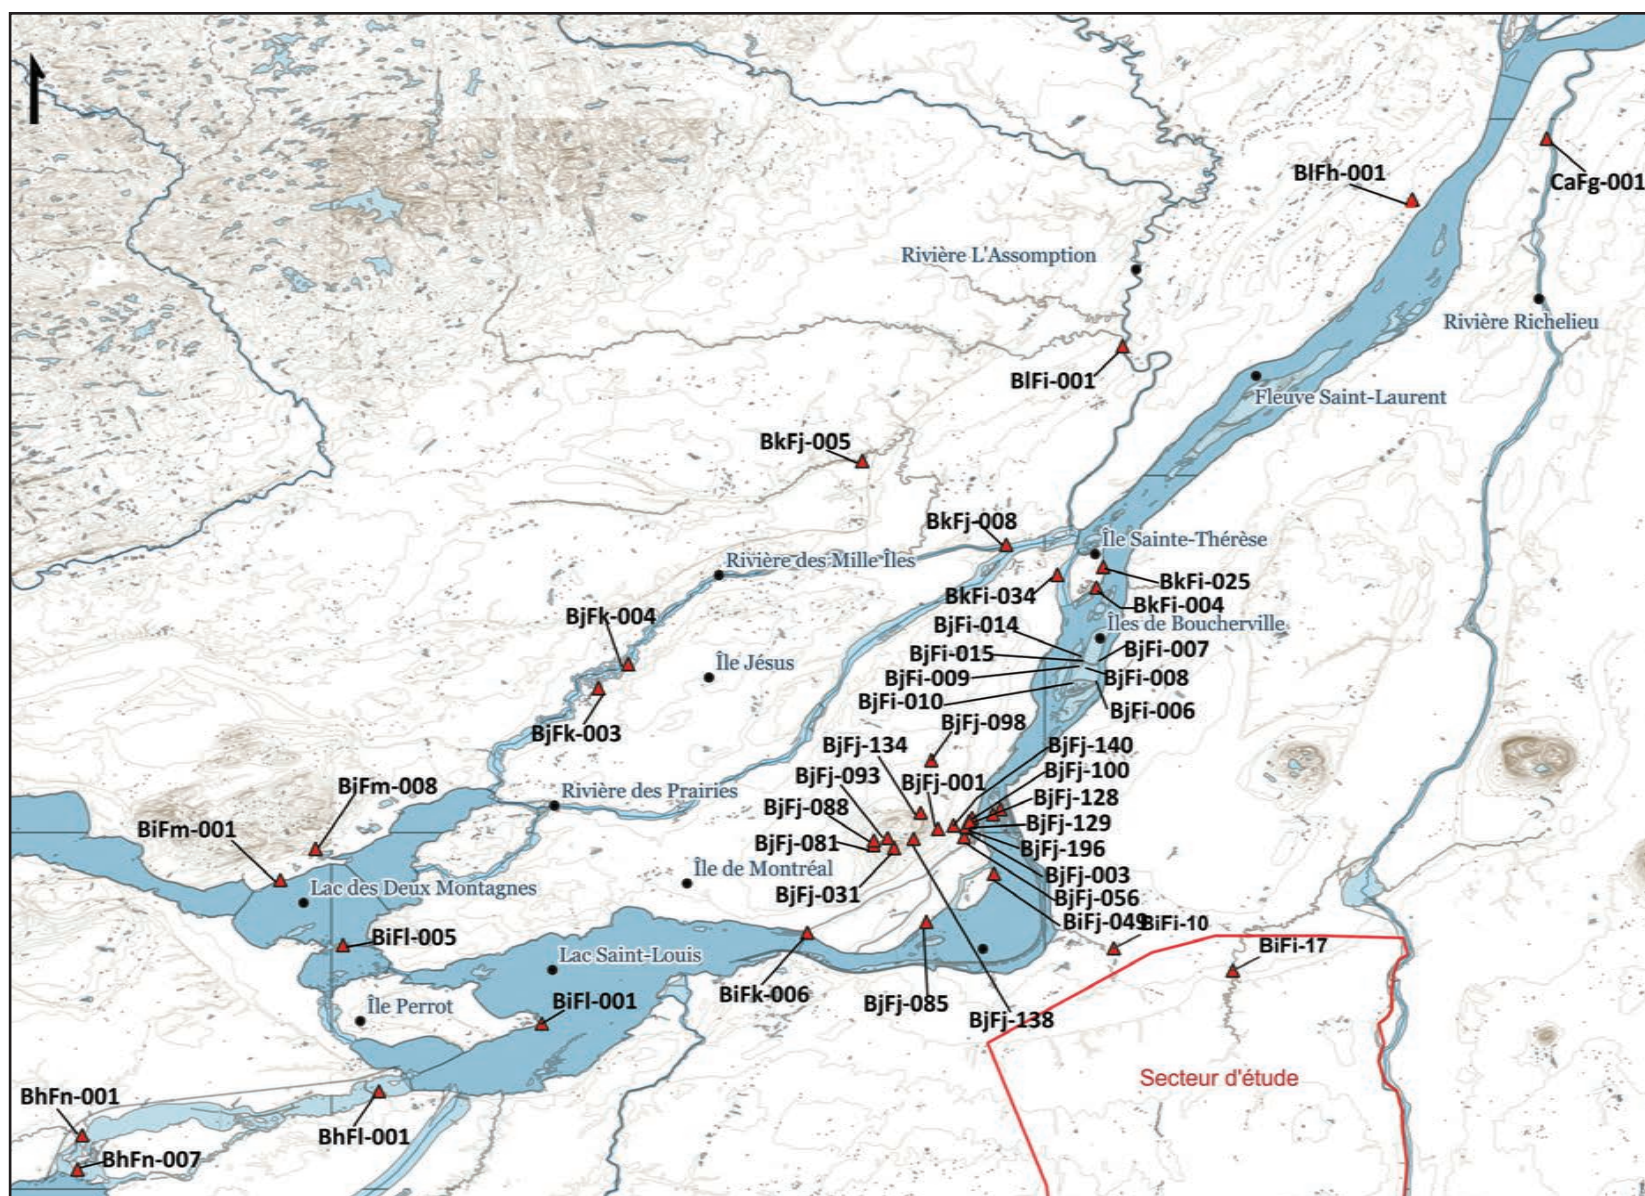 BlFh-001
CaFg-001
Rivière L'Assomption
Rivière Richelieu
BlFi-001
Fleuve Saint-Laurent
BkFj-005
BkFj-008
Île Sainte-Thérèse
Rivière des Mille Îles
BkFi-025
BkFi-034
BkFi-004
BjFk-004
BjFi-014
Îles de Boucherville
BjFi-015
BjFi-007
Île Jésus
BjFi-009
BjFi-008
BjFi-010
BjFi-006
BjFk-003
BjFj-098
BjFj-134
BjFj-140
BjFj-093
BjFj-001
BjFj-100
BjFm-008
Rivière des Prairies
BjFj-088
BjFj-128
BiFm-001
BjFj-129
BjFj-081
BjFj-196
Île de Montréal
BjFj-003
Lac des Deux Montagnes
BjFj-031
BjFj-056
BiFj-049
BiFi-10
BiFl-005
BiFi-17
Lac Saint-Louis
BiFk-006
BjFj-085
Île Perrot
BiFl-001
BjFj-138
Secteur d'étude
BhFn-001
BhFl-001
BhFn-007